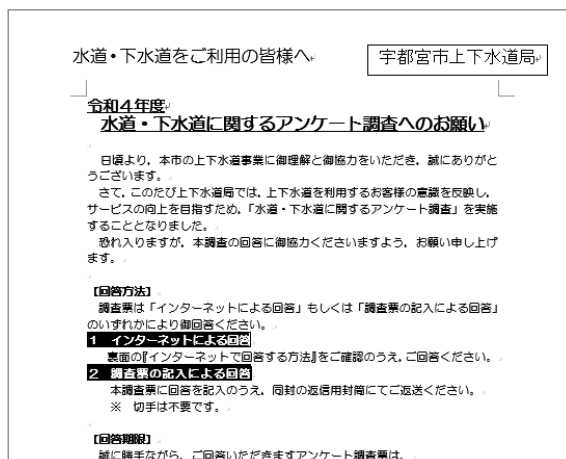 水道・下水道をご利用の皆様へ
宇都宮市上下水道局
令和4年度
水道・下水道に関するアンケート調査へのお願い
日頃より，本市の上下水道事業に御理解と御協力をいただき，誠にありがと
うございます。
さて，このたび上下水道局では，上下水道を利用するお客様の意識を反映し，
サービスの向上を目指すため，「水道・下水道に関するアンケート調査」を実施
することとなりました。
恐れ入りますが，本調査の回答に御協力くださいますよう，お願い申し上げ
ます。
【回答方法】
調査票は「インターネットによる回答」もしくは「調査票の記入による回答」
のいずれかにより御回答ください。
1 インターネットによる回答
裏面の『インターネットで回答する方法』をご確認のうえ，ご回答ください。
2 調査票の記入による回答
本調査票に回答を記入のうえ，同封の返信用封筒にてご返送ください。
※ 切手は不要です。
【回答期限】
誠に勝手ながら，ご回答いただきますアンケート調査票は，